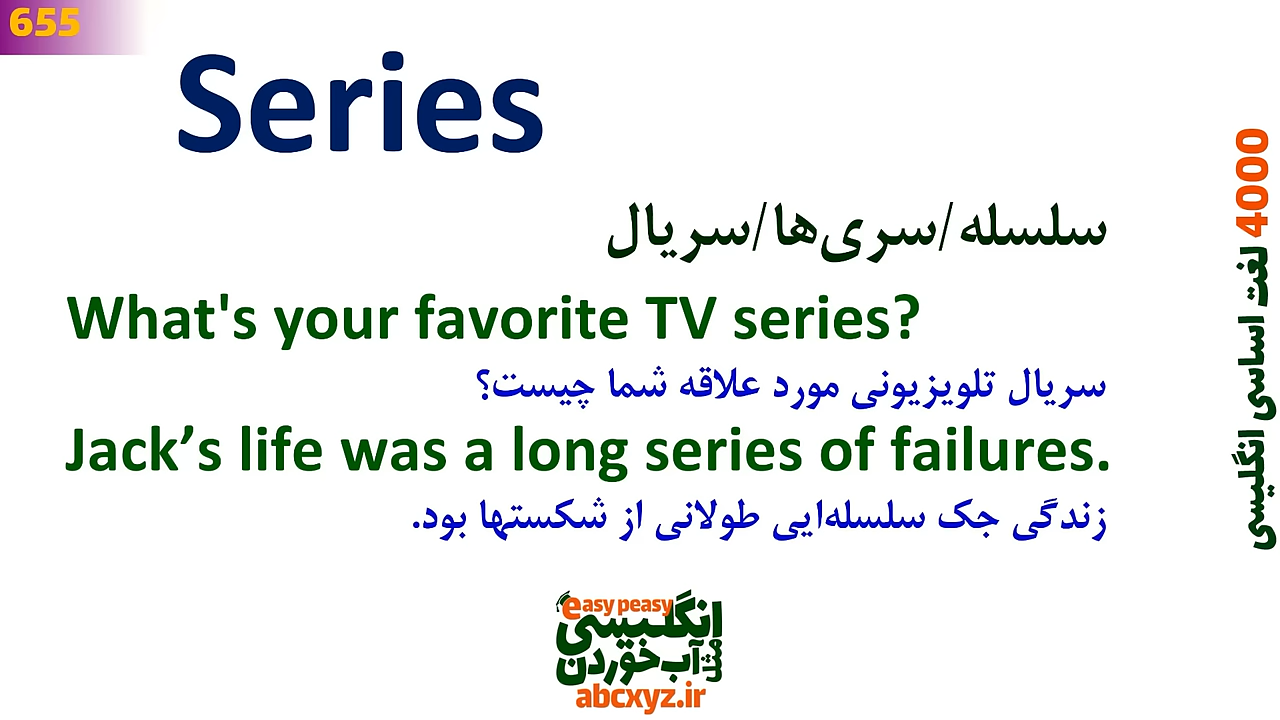 655
Series
سلسله/سری‌ها/سریال
What's your favorite TV series?
سریال تلویزیونی مورد علاقه شما چیست؟
Jack’s life was a long series of failures.
زندگی جک سلسله‌ایی طولانی از شکستها بود.
4000 لغت اساسی انگلیسی
easy peasy
انگلیسی
مثل آب خوردن
abcxyz.ir